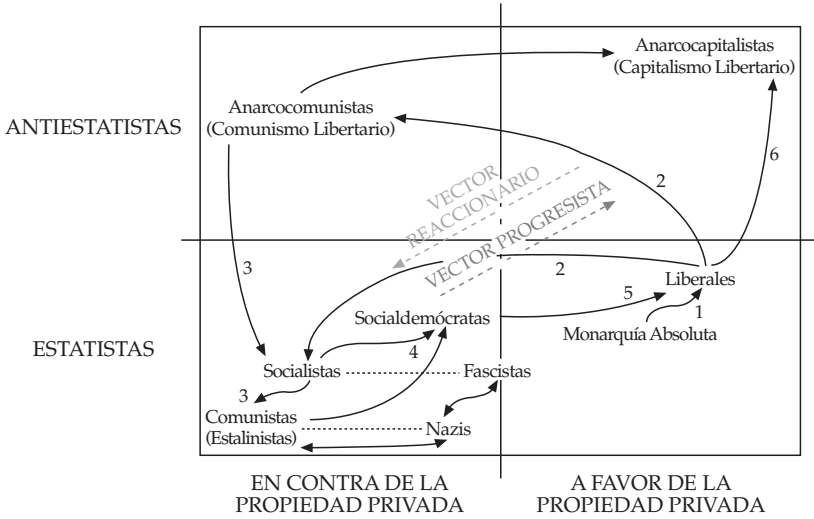 Anarcocapitalistas
(Capitalismo Libertario)
Anarcocomunistas
(Comunismo Libertario)
ANTIESTATISTAS
6
VECTOR
REACCIONARIO
2
VECTOR PROGRESISTA
3
2
Liberales
5
1
Socialdemócratas
Monarquía Absoluta
ESTATISTAS
4
Socialistas
Fascistas
3
Comunistas
(Estalinistas)
Nazis
EN CONTRA DE LA
PROPIEDAD PRIVADA
A FAVOR DE LA
PROPIEDAD PRIVADA